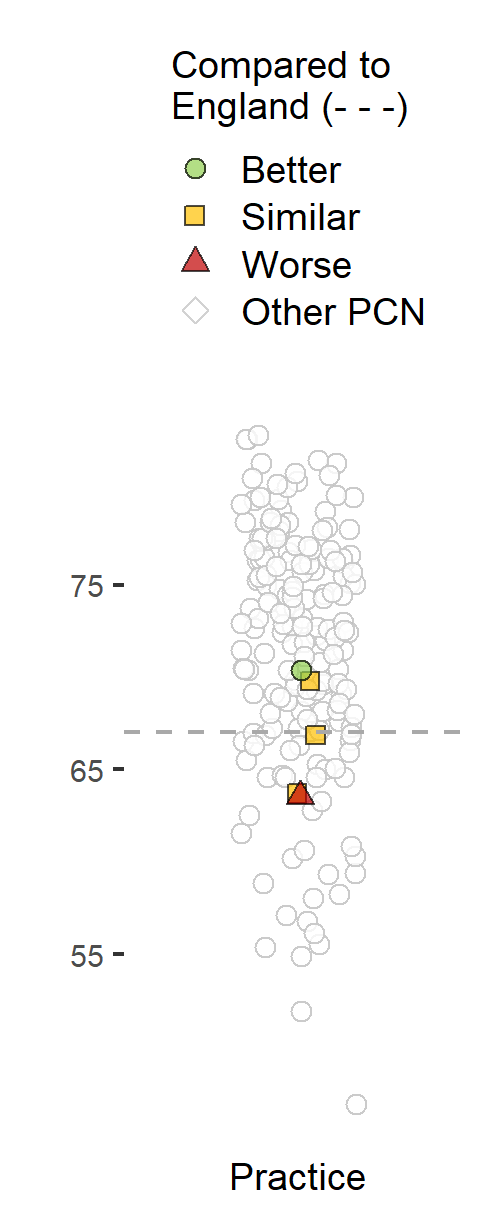 Compared to
England (- - -)
Better
Similar
Worse
Other PCN
75
65
55
Practice